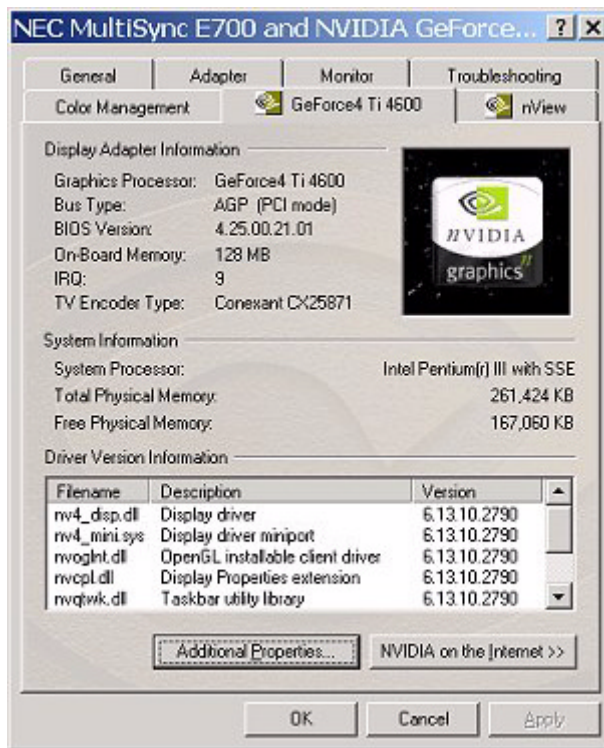 NEC MultiSync E700 and NVIDIA GeForce... ? X
General Adapter Monitor Troubleshooting
Color Management GeForce4 Ti 4600 nView
Display Adapter Information
Graphics Processor: GeForce4 Ti 4600
Bus Type: AGP (PCI mode)
BIOS Version: 4.25.00.21.01
On-Board Memory: 128 MB
IRQ: 9
TV Encoder Type: Conexant CX25871
nVIDIA
graphics n
System Information
System Processor: Intel Pentium(r) III with SSE
Total Physical Memory: 261,424 KB
Free Physical Memory: 167,060 KB
Driver Version Information
Filename Description Version
nv4_disp.dll Display driver 6.13.10.2790
nv4_mini.sys Display driver miniport 6.13.10.2790
nvoglnt.dll OpenGL installable client driver 6.13.10.2790
nvcpl.dll Display Properties extension 6.13.10.2790
nvqtwk.dll Taskbar utility library 6.13.10.2790
Additional Properties... NVIDIA on the Internet >>
OK Cancel Apply